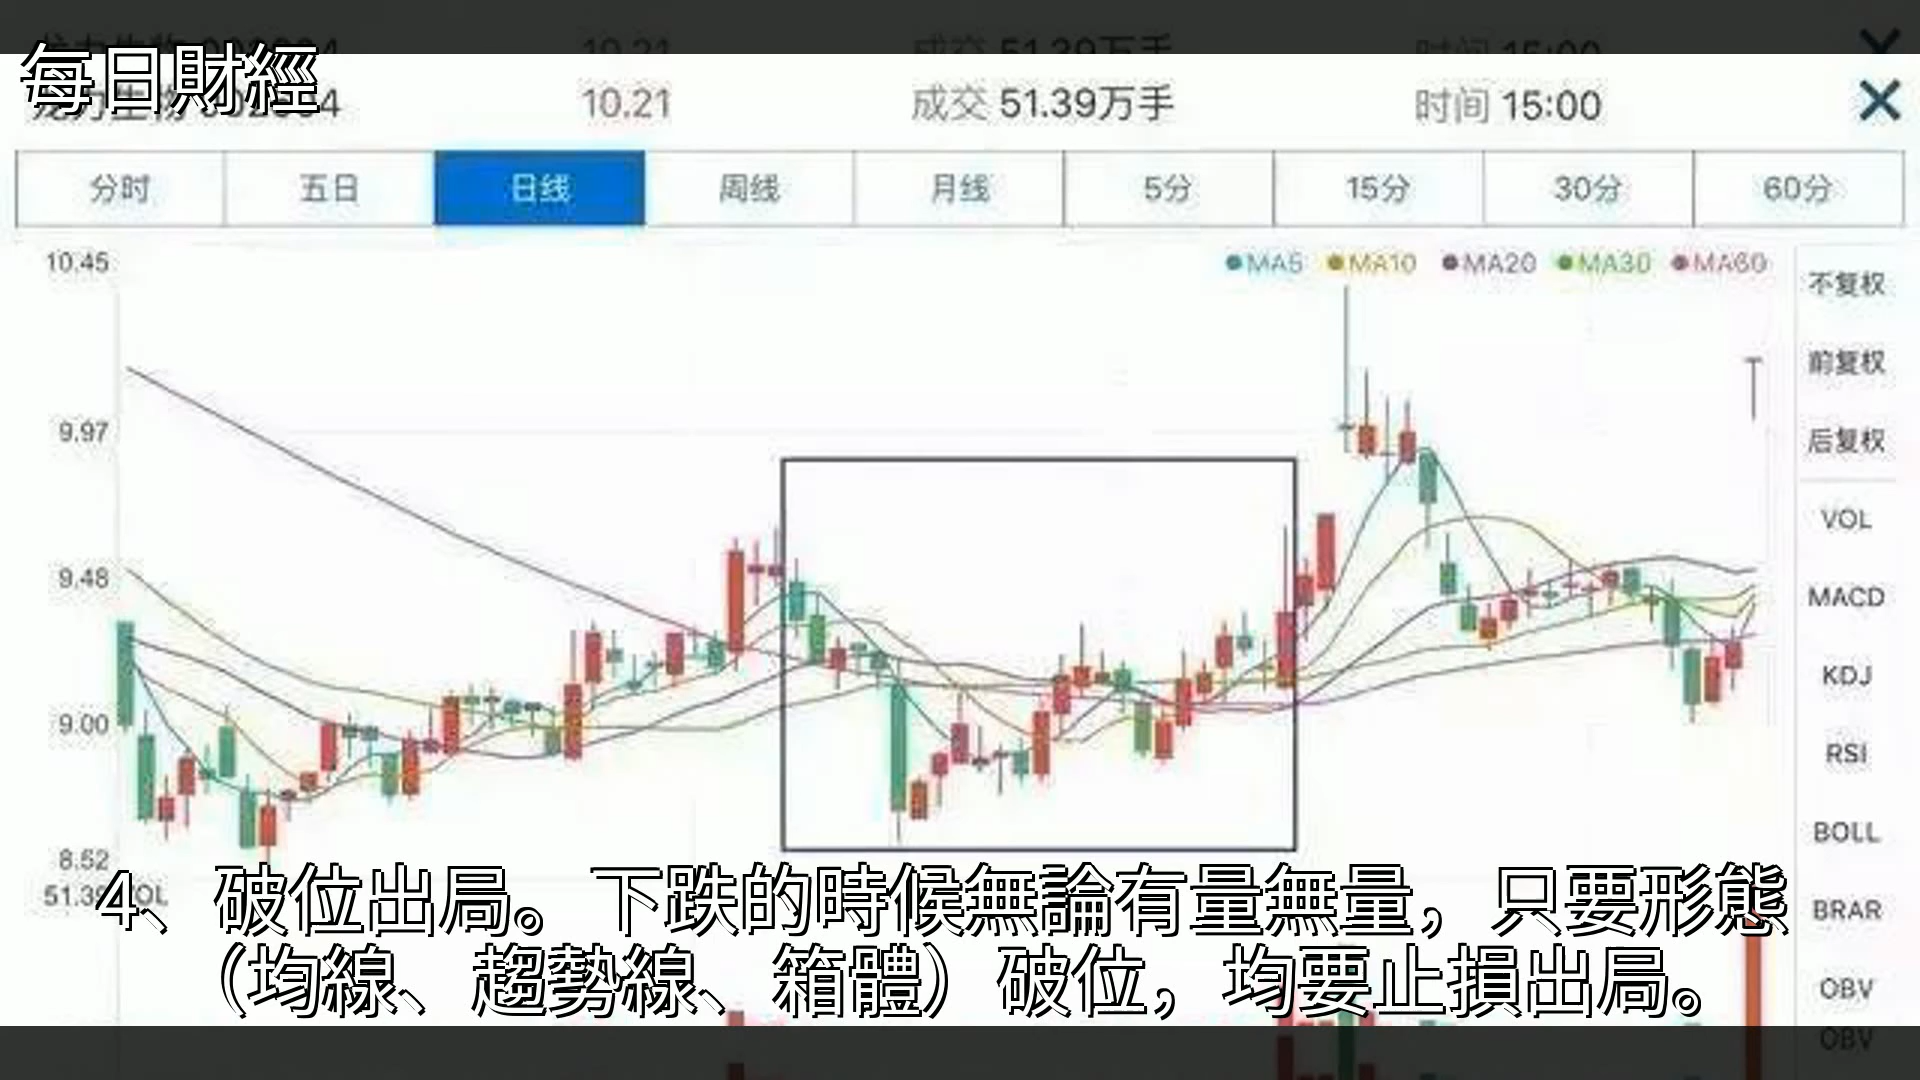 每日財經
10.21
成交 51.39万手
时间 15:00
分时
五日
日线
周线
月线
5分
15分
30分
60分
10.45
MA5
MA10
MA20
MA30
MA60
不复权
前复权
9.97
后复权
VOL
9.48
MACD
KDJ
9.00
RSI
BOLL
8.52
BRAR
4、破位出局。下跌的時候無論有量無量，只要形態
（均線、趨勢線、箱體）破位，均要止損出局。
OBV
OBV